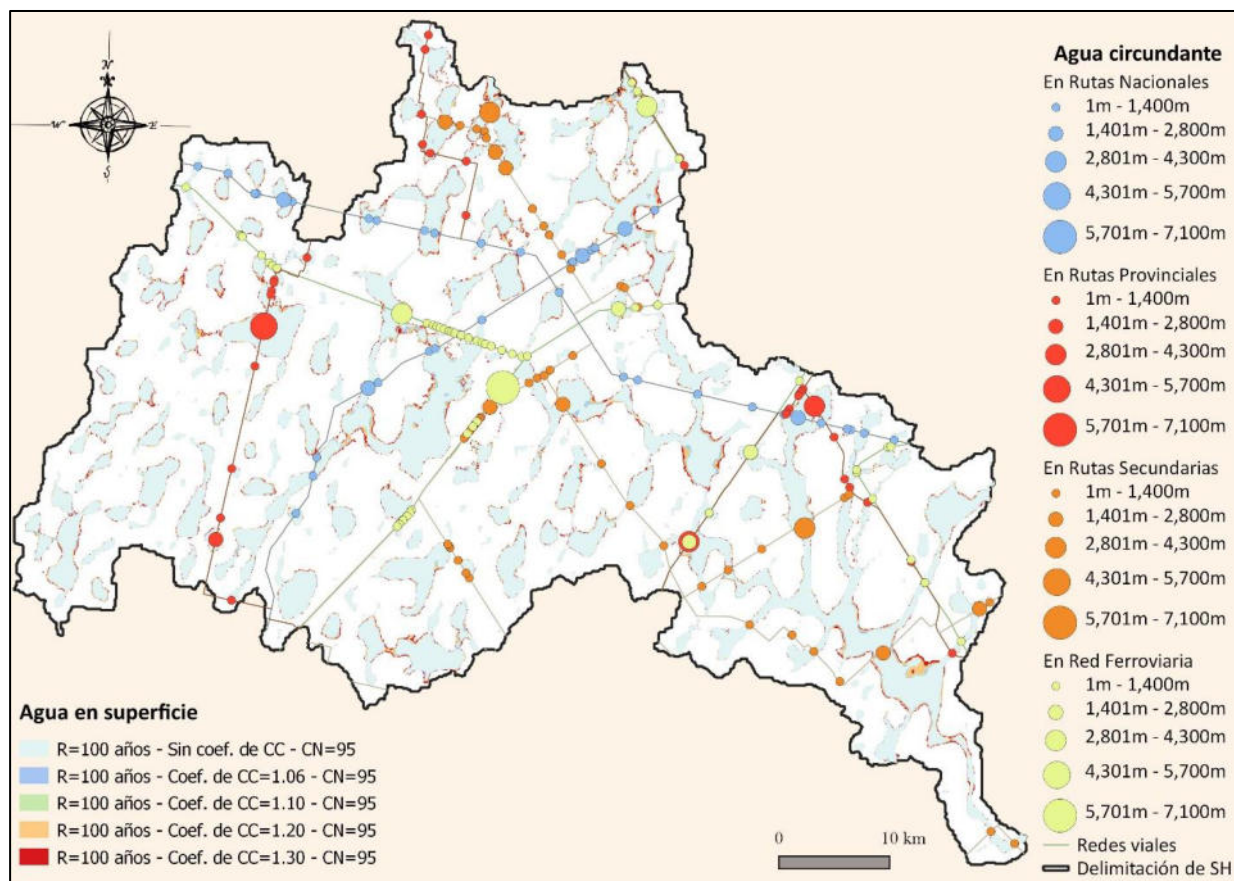 N
W
E
S
Agua circundante
En Rutas Nacionales
1m - 1,400m
1,401m - 2,800m
2,801m - 4,300m
4,301m - 5,700m
5,701m - 7,100m
En Rutas Provinciales
1m - 1,400m
1,401m - 2,800m
2,801m - 4,300m
4,301m - 5,700m
5,701m - 7,100m
En Rutas Secundarias
1m - 1,400m
1,401m - 2,800m
2,801m - 4,300m
4,301m - 5,700m
5,701m - 7,100m
En Red Ferroviaria
1m - 1,400m
1,401m - 2,800m
2,801m - 4,300m
4,301m - 5,700m
5,701m - 7,100m
Redes viales
Delimitación de SH
Agua en superficie
R=100 años - Sin coef. de CC - CN=95
R=100 años - Coef. de CC=1.06 - CN=95
R=100 años - Coef. de CC=1.10 - CN=95
R=100 años - Coef. de CC=1.20 - CN=95
R=100 años - Coef. de CC=1.30 - CN=95
0 10 km